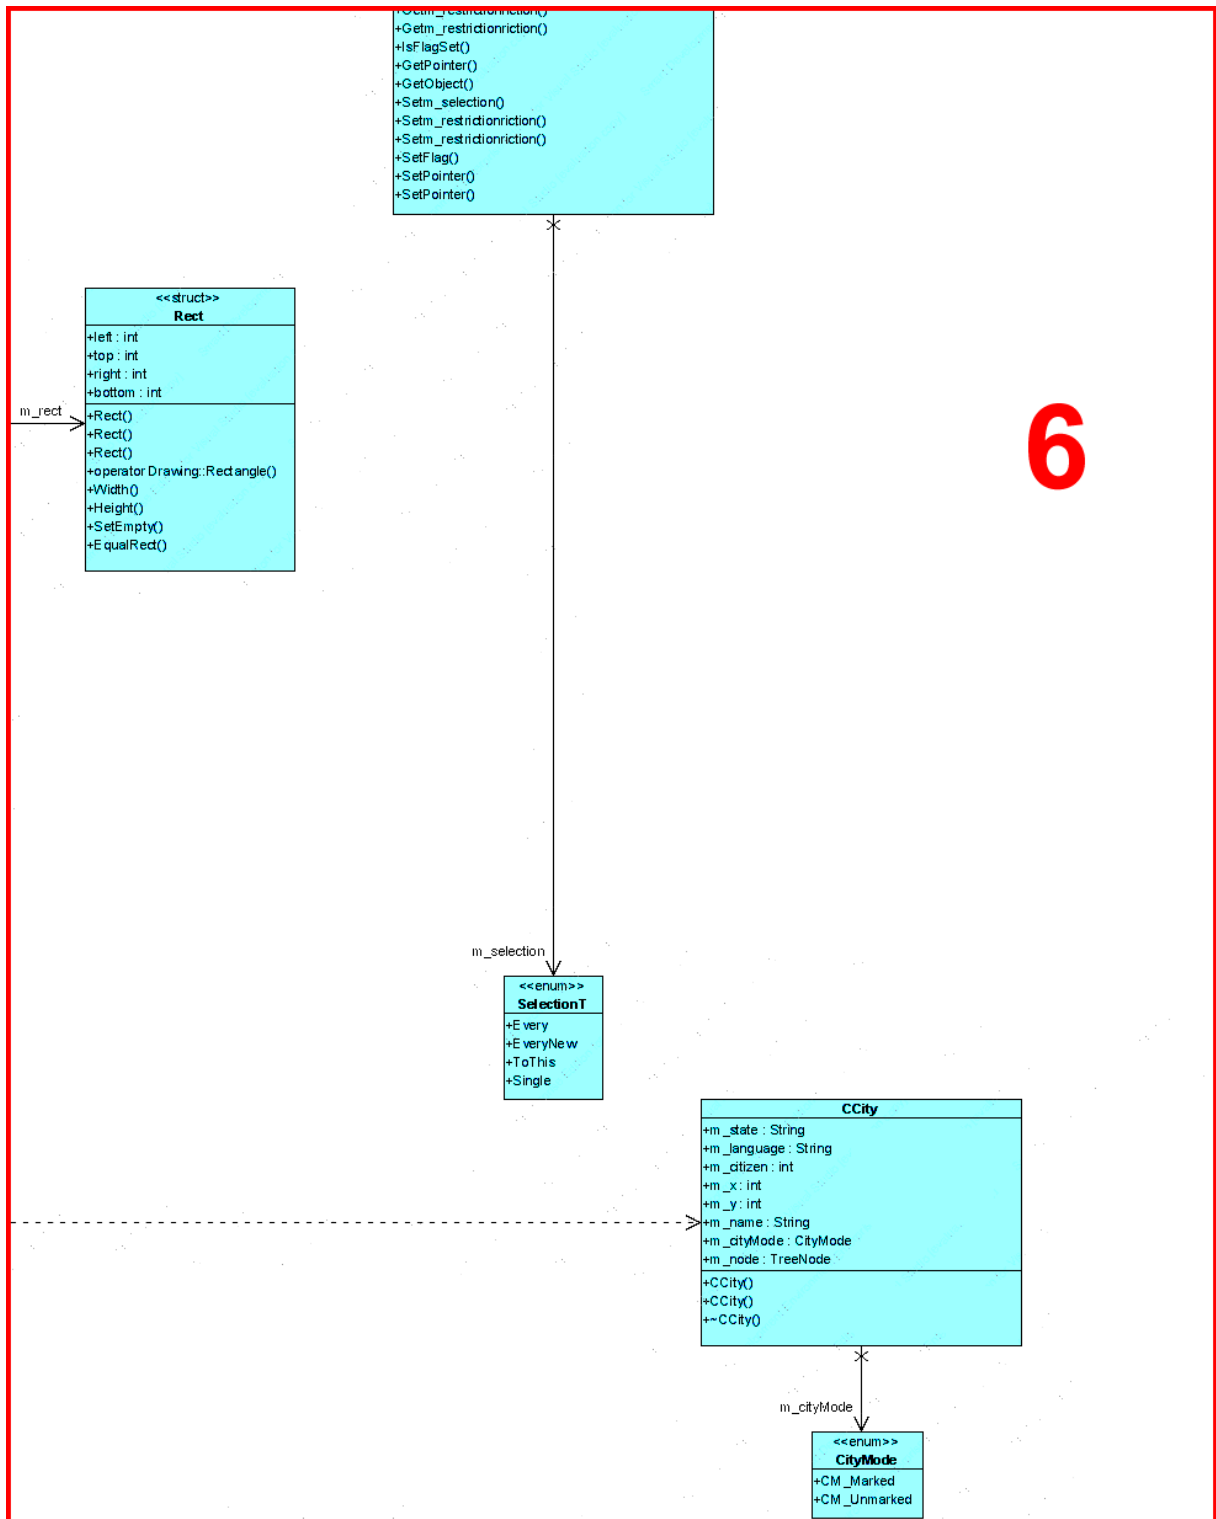 +Getm_restrictionriction()
+Getm_restrictionriction()
+IsFlagSet()
+GetPointer()
+GetObject()
+Setm_selection()
+Setm_restrictionriction()
+Setm_restrictionriction()
+SetFlag()
+SetPointer()
+SetPointer()
<<struct>>
Rect
+left : int
+top : int
+right : int
+bottom : int
m_rect
+Rect()
+Rect()
+Rect()
+operator Drawing::Rectangle()
+Width()
+Height()
+SetEmpty()
+EqualRect()
6
m_selection
<<enum>>
SelectionT
+Every
+EveryNew
+ToThis
+Single
CCity
+m_state : String
+m_language : String
+m_citizen : int
+m_x : int
+m_y : int
+m_name : String
+m_cityMode : CityMode
+m_node : TreeNode
+CCity()
+CCity()
+~CCity()
m_cityMode
<<enum>>
CityMode
+CM_Marked
+CM_Unmarked